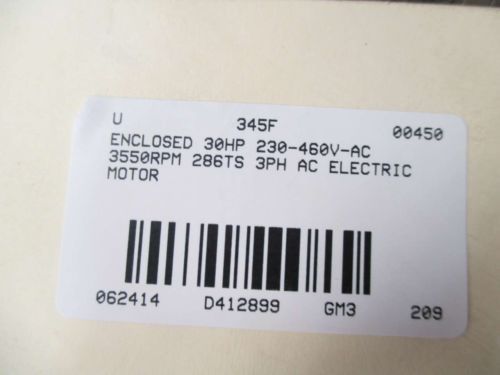 U 345F 00450
ENCLOSED 30HP 230-460V-AC
3550RPM 286TS 3PH AC ELECTRIC
MOTOR
062414 D412899 GM3 209